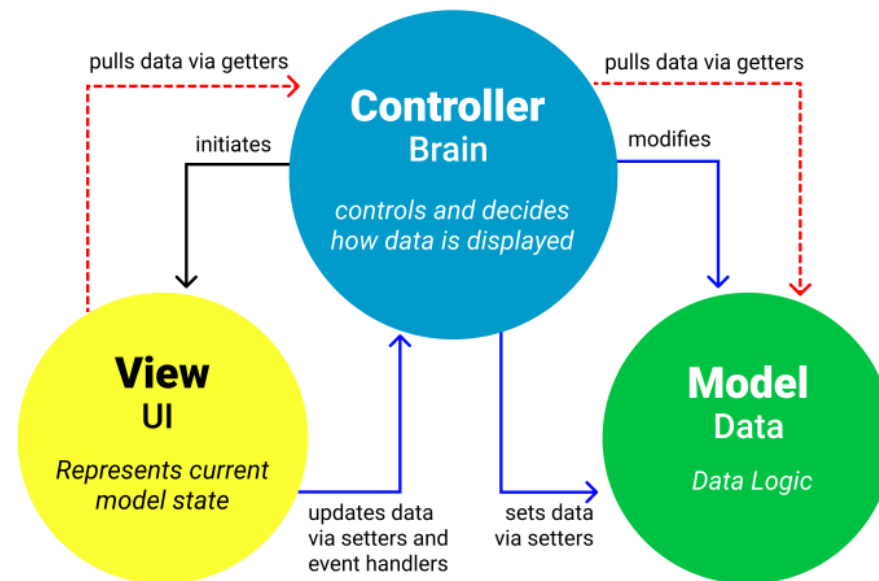 pulls data via getters
pulls data via getters
Controller
Brain
controls and decides
how data is displayed
initiates
modifies
View
UI
Represents current
model state
Model
Data
Data Logic
updates data
via setters and
event handlers
sets data
via setters